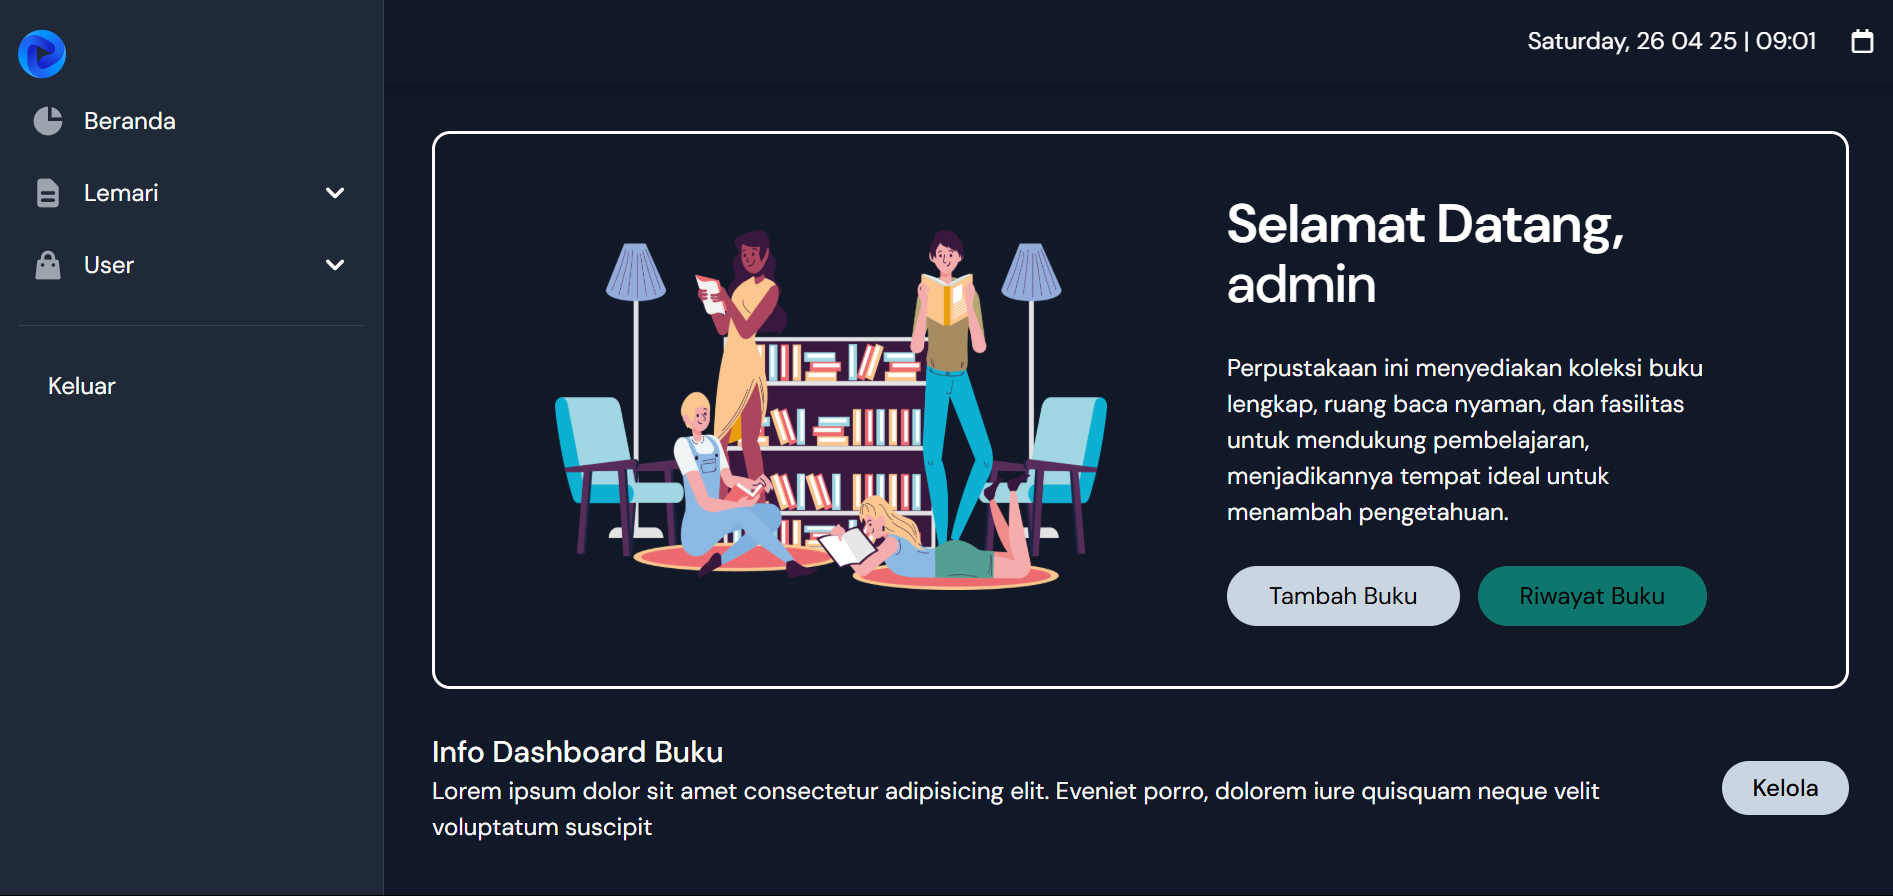 Saturday, 26 04 25 | 09:01
Beranda
Lemari
User
Keluar
Selamat Datang,
admin
Perpustakaan ini menyediakan koleksi buku
lengkap, ruang baca nyaman, dan fasilitas
untuk mendukung pembelajaran,
menjadikannya tempat ideal untuk
menambah pengetahuan.
Tambah Buku
Riwayat Buku
Info Dashboard Buku
Lorem ipsum dolor sit amet consectetur adipisicing elit. Eveniet porro, dolorem iure quisquam neque velit
voluptatum suscipit
Kelola